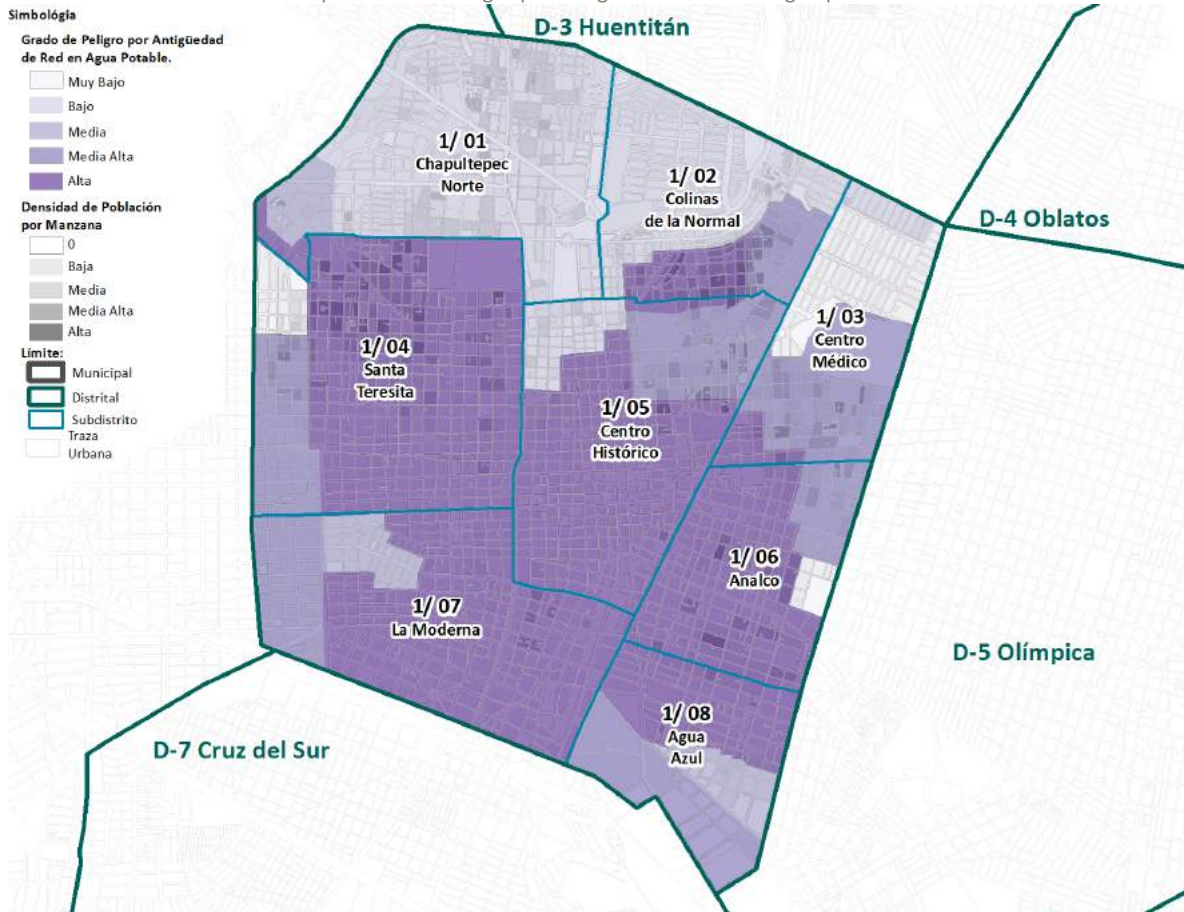 D-3 Huentitán
Simbológia
Grado de Peligro por Antigüedad
de Red en Agua Potable.
Muy Bajo
Bajo
Media
Media Alta
Alta
Densidad de Población
por Manzana
0
Baja
Media
Media Alta
Alta
Límite:
Municipal
Distrital
Subdistrito
Traza
Urbana
1/ 01
Chapultepec
Norte
1/ 02
Colinas
de la Normal
D-4 Oblatos
1/ 03
Centro
Médico
1/ 04
Santa
Teresita
1/ 05
Centro
Histórico
1/ 06
Analco
1/ 07
La Moderna
D-5 Olímpica
1/ 08
Agua
Azul
D-7 Cruz del Sur